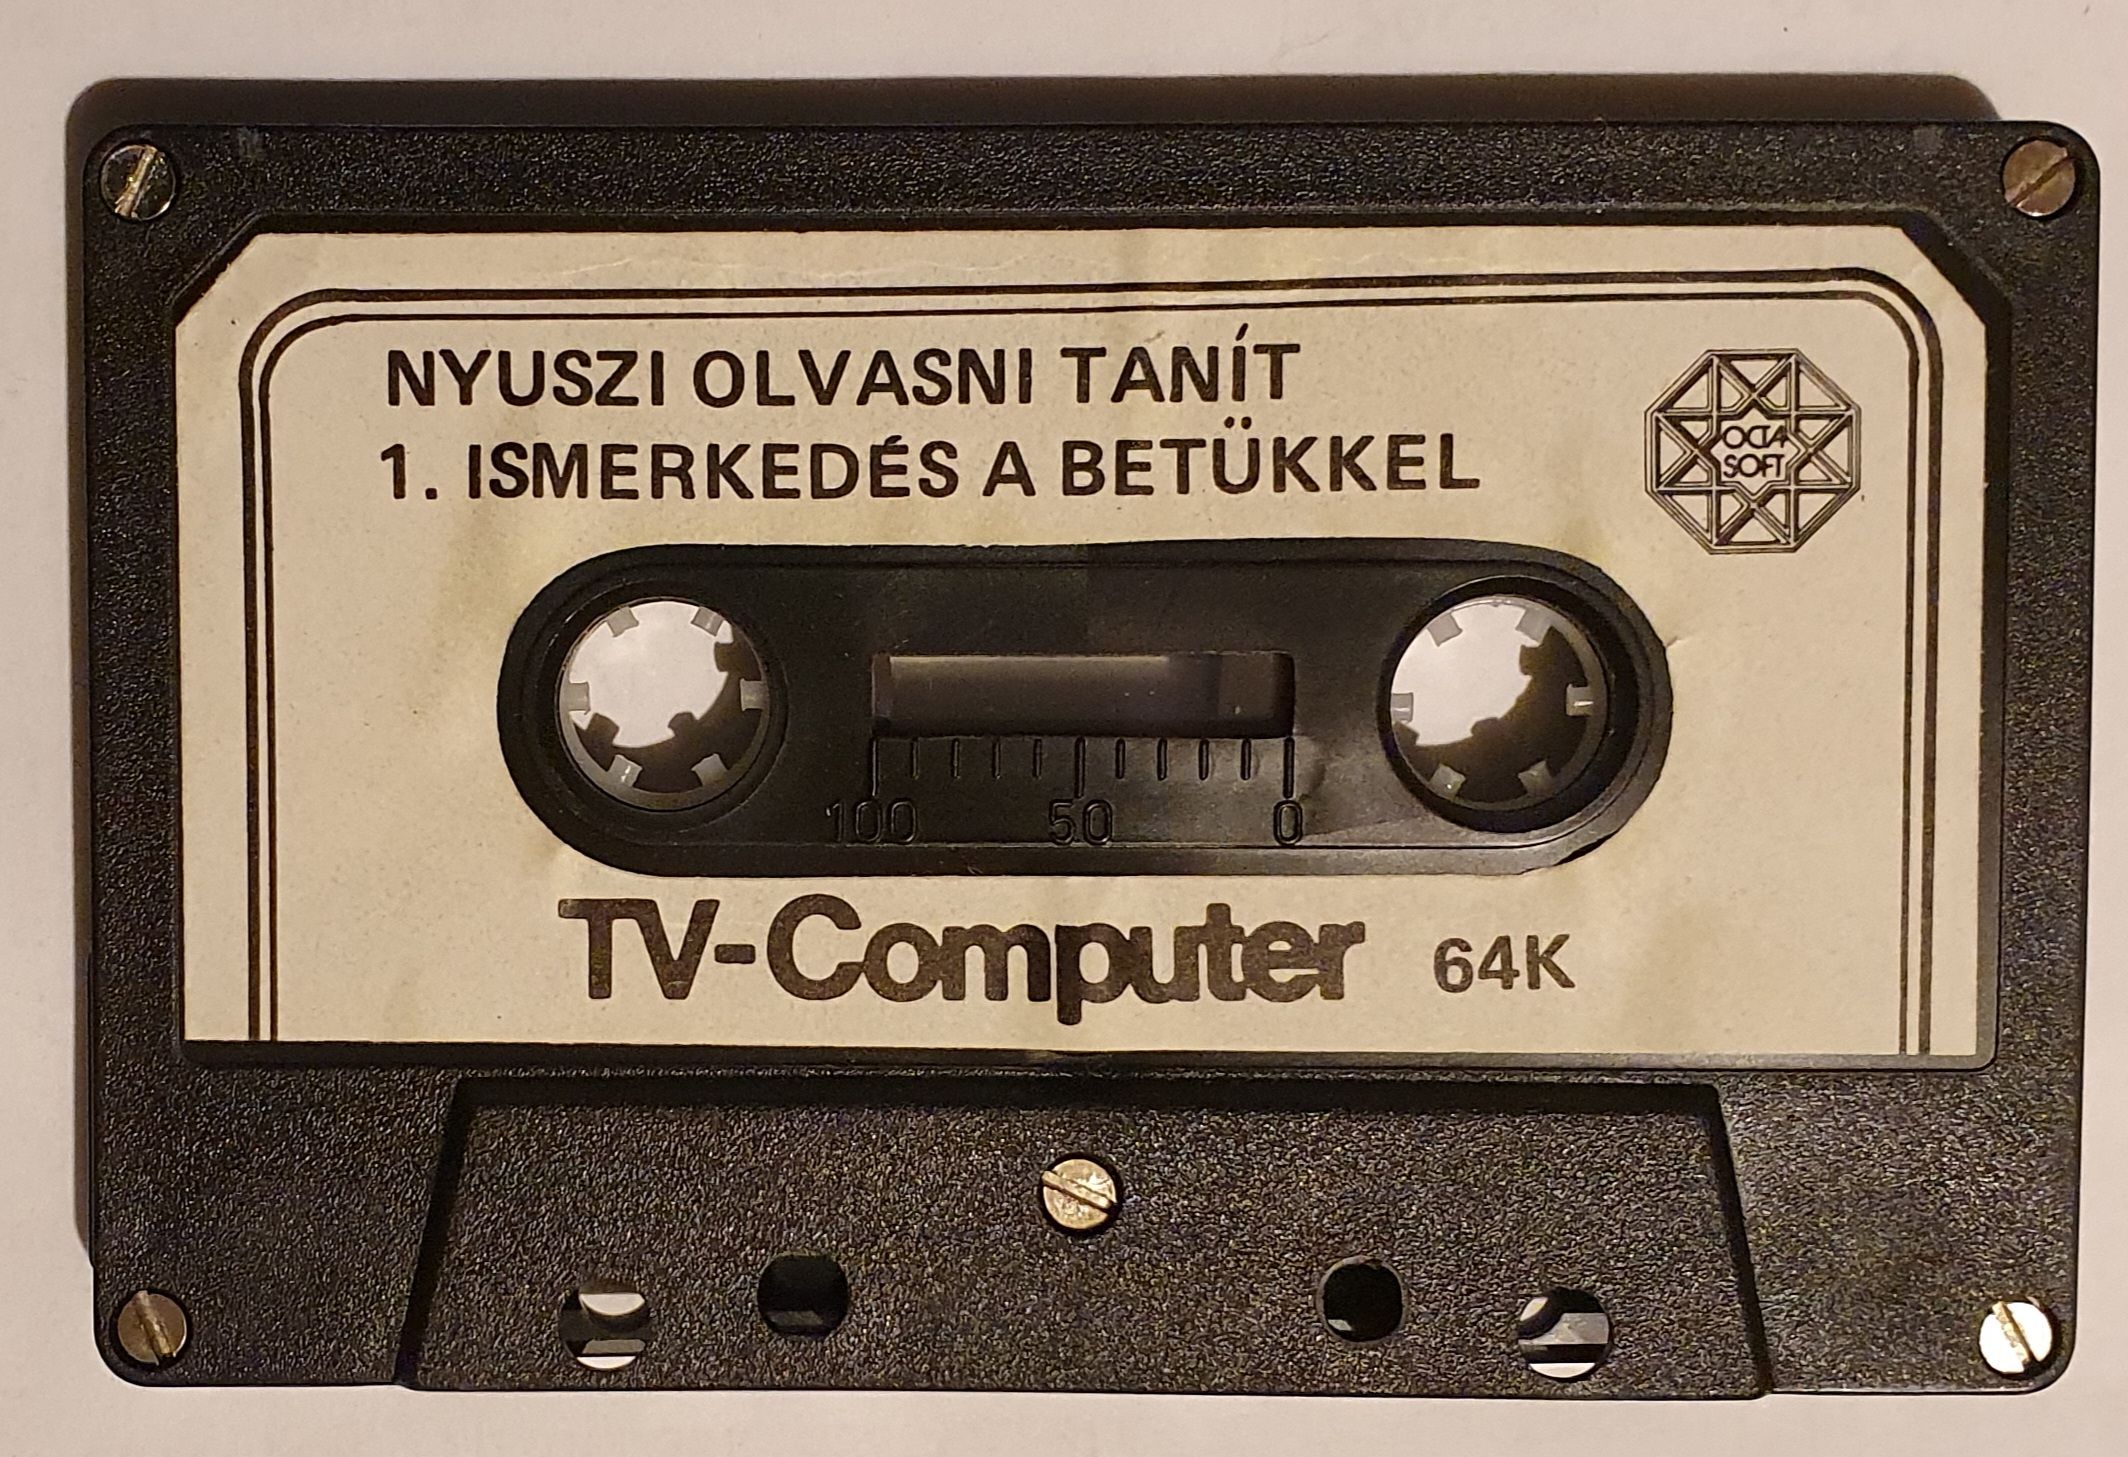 NYUSZI OLVASNI TANÍT
1. ISMERKEDÉS A BETÜKKEL
OCTA
SOFT
100 50 0
TV-Computer 64K